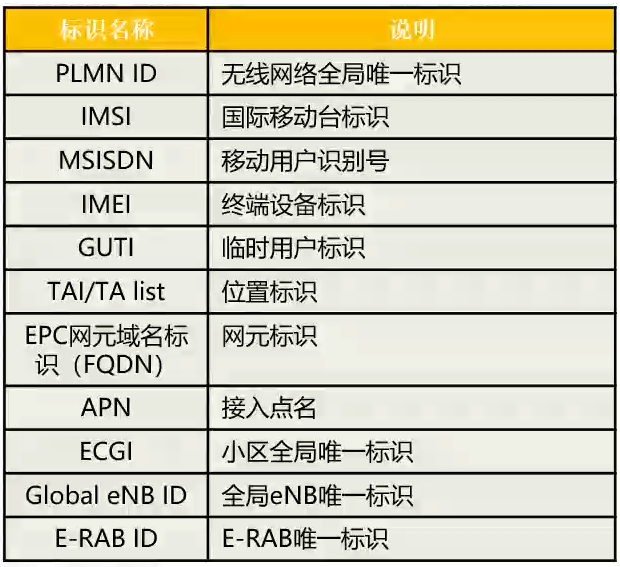 标识名称 说明
PLMN ID 无线网络全局唯一标识
IMSI 国际移动台标识
MSISDN 移动用户识别号
IMEI 终端设备标识
GUTI 临时用户标识
TAI/TA list 位置标识
EPC网元域名标 网元标识
识（FQDN）
APN 接入点名
ECGI 小区全局唯一标识
Global eNB ID 全局eNB唯一标识
E-RAB ID E-RAB唯一标识